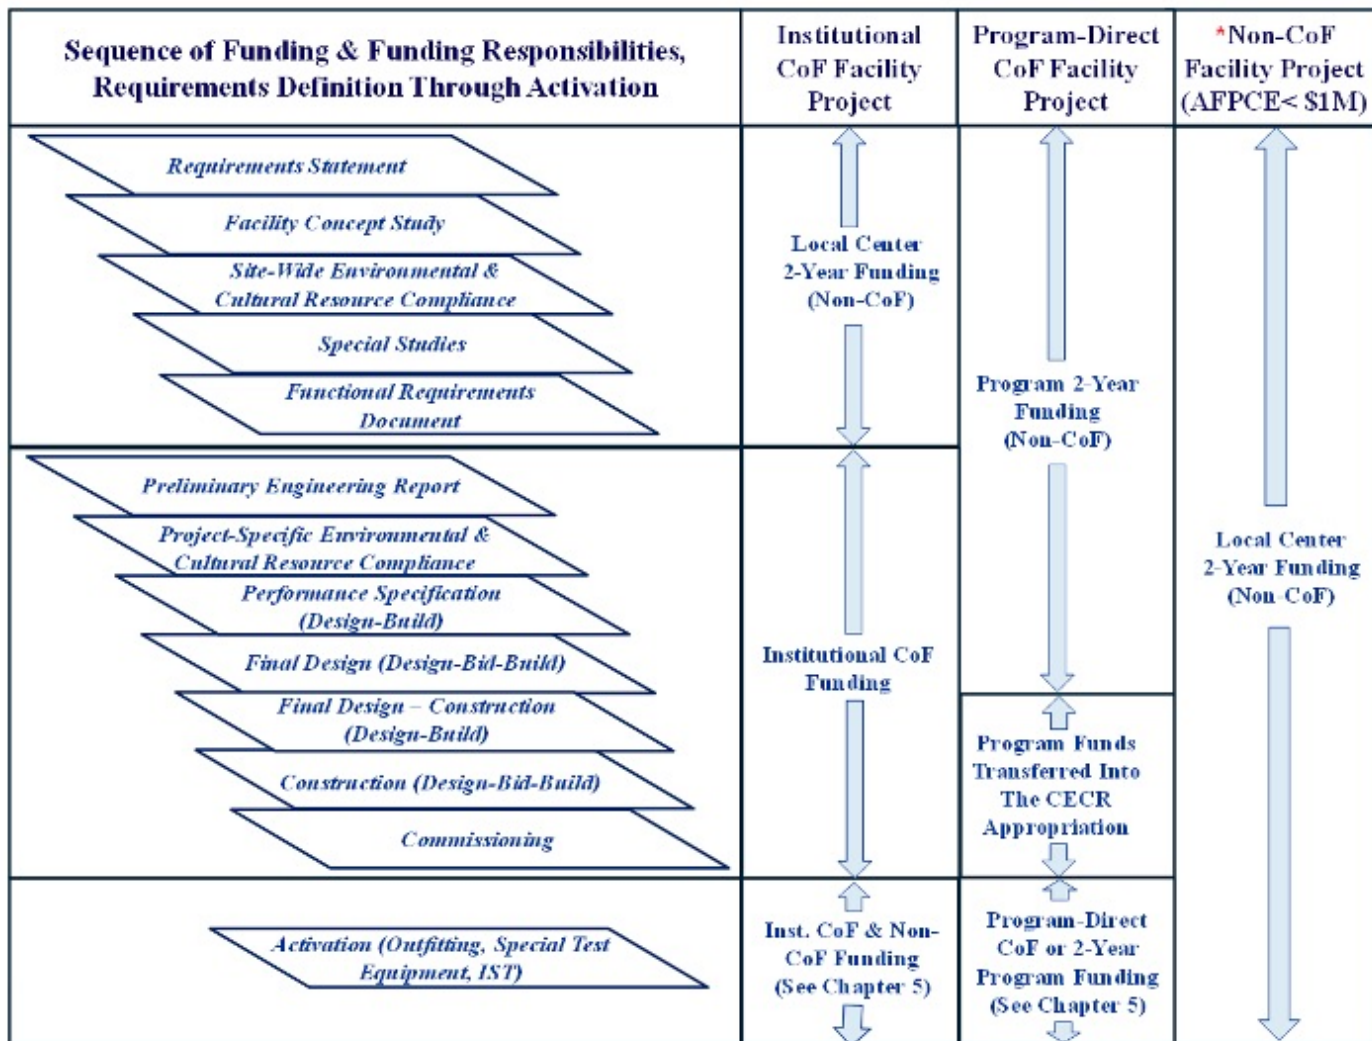 Sequence of Funding & Funding Responsibilities,
Requirements Definition Through Activation
Institutional
CoF Facility
Project
Program-Direct
CoF Facility
Project
*Non-CoF
Facility Project
(AFPCE< $1M)
Requirements Statement
Facility Concept Study
Site-Wide Environmental &
Cultural Resource Compliance
Special Studies
Functional Requirements
Document
Local Center
2-Year Funding
(Non-CoF)
Program 2-Year
Funding
(Non-CoF)
Local Center
2-Year Funding
(Non-CoF)
Preliminary Engineering Report
Project-Specific Environmental &
Cultural Resource Compliance
Performance Specification
(Design-Build)
Final Design (Design-Bid-Build)
Final Design – Construction
(Design-Build)
Construction (Design-Bid-Build)
Commissioning
Institutional CoF
Funding
Program Funds
Transferred Into
The CECR
Appropriation
Activation (Outfitting, Special Test
Equipment, IST)
Inst. CoF & Non-
CoF Funding
(See Chapter 5)
Program-Direct
CoF or 2-Year
Program Funding
(See Chapter 5)